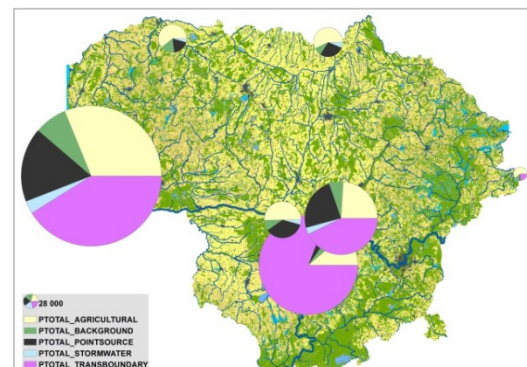 28 000
PTOTAL_AGRICULTURAL
PTOTAL_BACKGROUND
PTOTAL_POINTSOURCE
PTOTAL_STORMWATER
PTOTAL_TRANSBOUNDARY